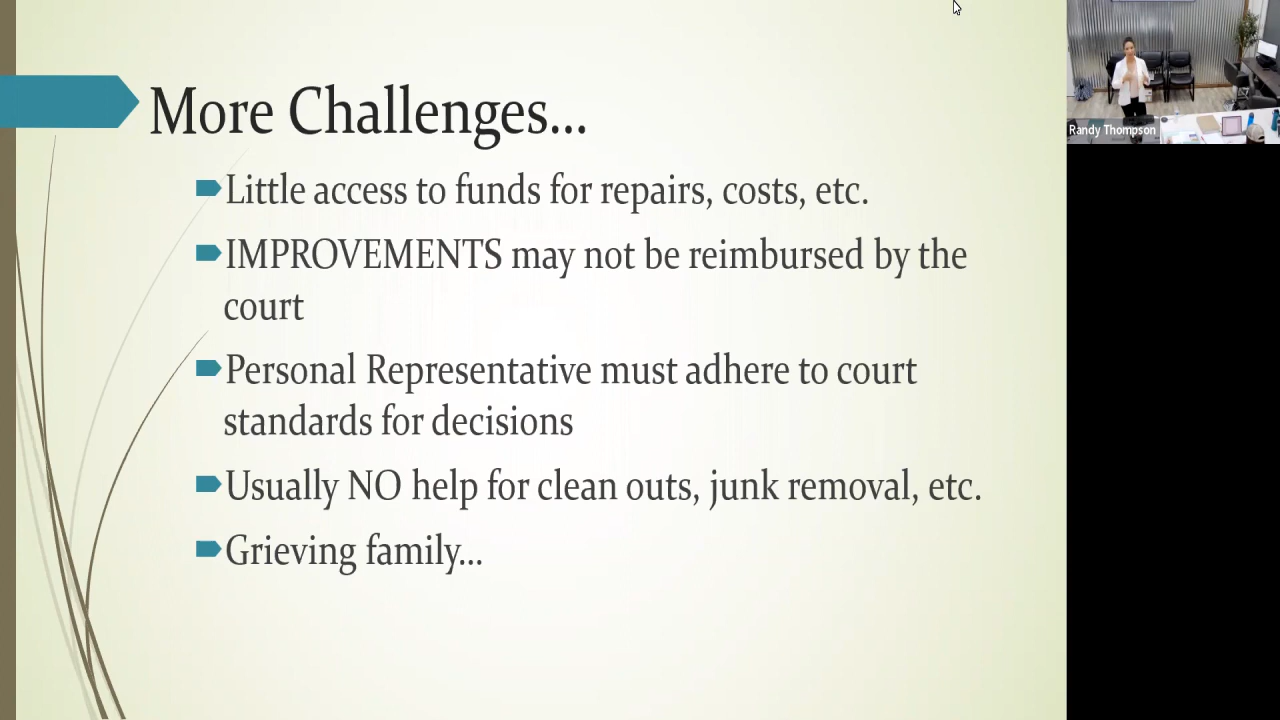 More Challenges...
Little access to funds for repairs, costs, etc.
IMPROVEMENTS may not be reimbursed by the
court
Personal Representative must adhere to court
standards for decisions
Usually NO help for clean outs, junk removal, etc.
Grieving family...
Randy Thompson